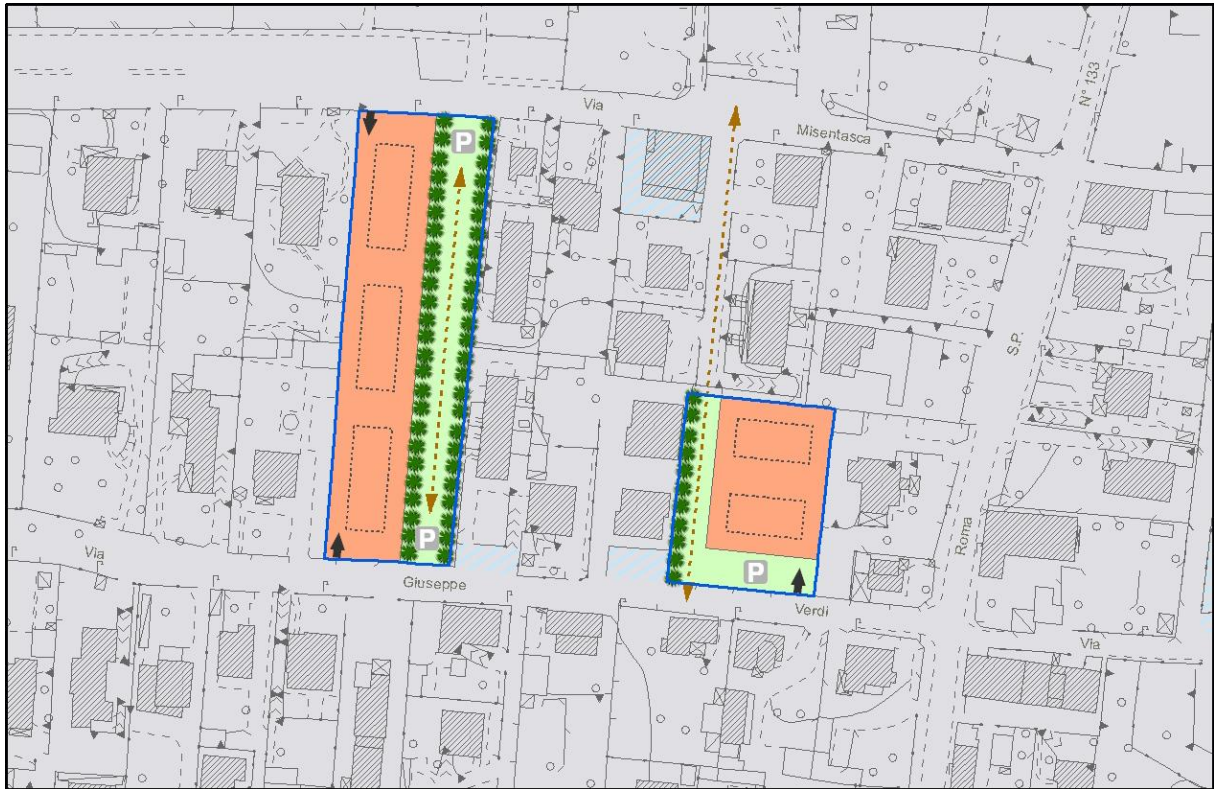 Via
Misentasca
N° 133
P
S.P.
Roma
P
P
Via
Giuseppe
Verdi
Via